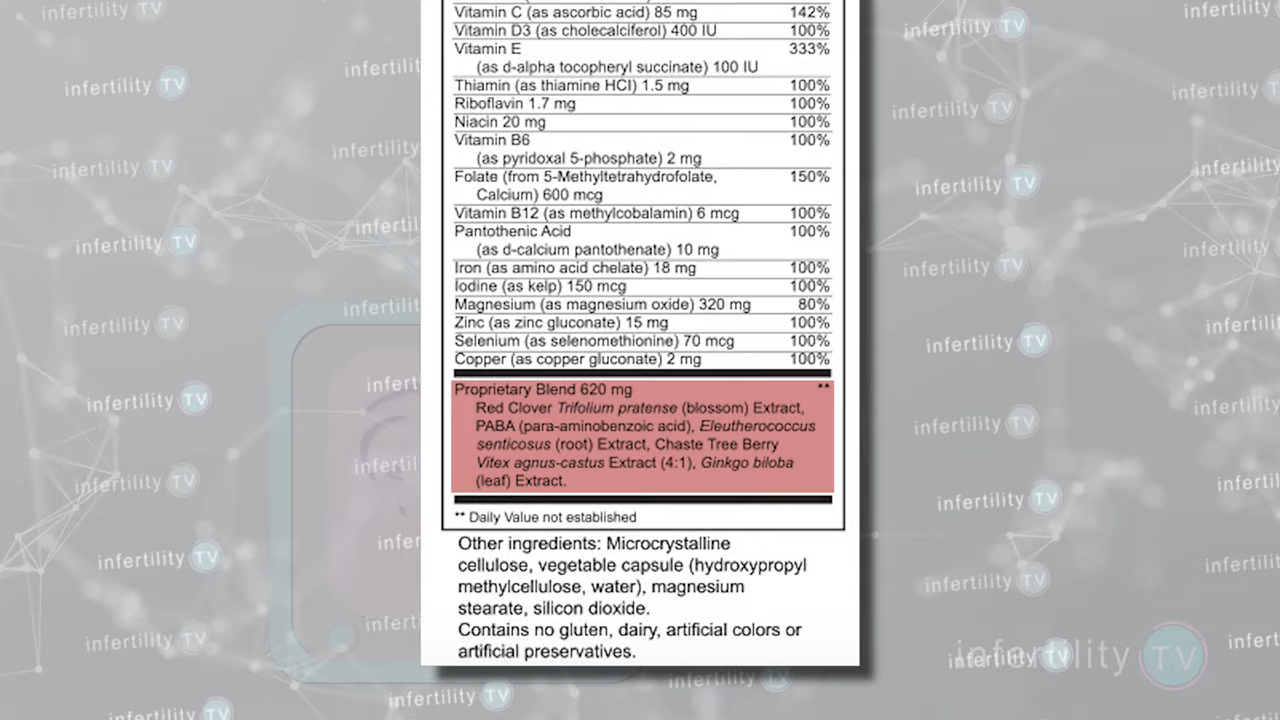 Vitamin C (as ascorbic acid) 85 mg 142%
Vitamin D3 (as cholecalciferol) 400 IU 100%
Vitamin E 333%
(as d-alpha tocopheryl succinate) 100 IU
Thiamin (as thiamine HCl) 1.5 mg 100%
Riboflavin 1.7 mg 100%
Niacin 20 mg 100%
Vitamin B6 100%
(as pyridoxal 5-phosphate) 2 mg
Folate (from 5-Methyltetrahydrofolate, 150%
Calcium) 600 mcg
Vitamin B12 (as methylcobalamin) 6 mcg 100%
Pantothenic Acid 100%
(as d-calcium pantothenate) 10 mg
Iron (as amino acid chelate) 18 mg 100%
Iodine (as kelp) 150 mcg 100%
Magnesium (as magnesium oxide) 320 mg 80%
Zinc (as zinc gluconate) 15 mg 100%
Selenium (as selenomethionine) 70 mcg 100%
Copper (as copper gluconate) 2 mg 100%
Proprietary Blend 620 mg **
Red Clover Trifolium pratense (blossom) Extract,
PABA (para-aminobenzoic acid), Eleutherococcus
senticosus (root) Extract, Chaste Tree Berry
Vitex agnus-castus Extract (4:1), Ginkgo biloba
(leaf) Extract.
** Daily Value not established
Other ingredients: Microcrystalline
cellulose, vegetable capsule (hydroxypropyl
methylcellulose, water), magnesium
stearate, silicon dioxide.
Contains no gluten, dairy, artificial colors or
artificial preservatives.
infertility TV